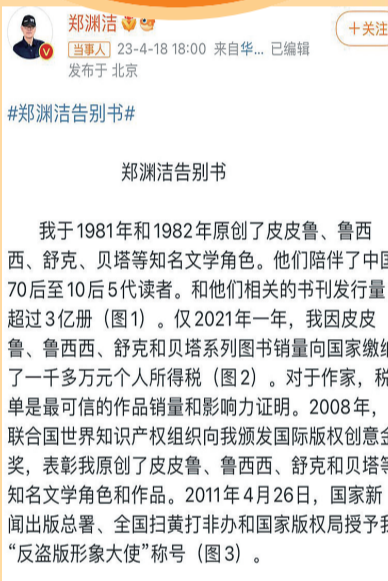 郑渊洁
当事人 23-4-18 18:00 来自华... 已编辑
+关注
发布于 北京
#郑渊洁告别书#
郑渊洁告别书
我于1981年和1982年原创了皮皮鲁、鲁西
西、舒克、贝塔等知名文学角色。他们陪伴了中国
70后至10后5代读者。和他们相关的书刊发行量
超过3亿册（图1）。仅2021年一年，我因皮皮
鲁、鲁西西、舒克和贝塔系列图书销量向国家缴纳
了一千多万元个人所得税（图2）。对于作家，税
单是最可信的作品销量和影响力证明。2008年，
联合国世界知识产权组织向我颁发国际版权创意金
奖，表彰我原创了皮皮鲁、鲁西西、舒克和贝塔等
知名文学角色和作品。2011年4月26日，国家新
闻出版总署、全国扫黄打非办和国家版权局授予我
“反盗版形象大使”称号（图3）。